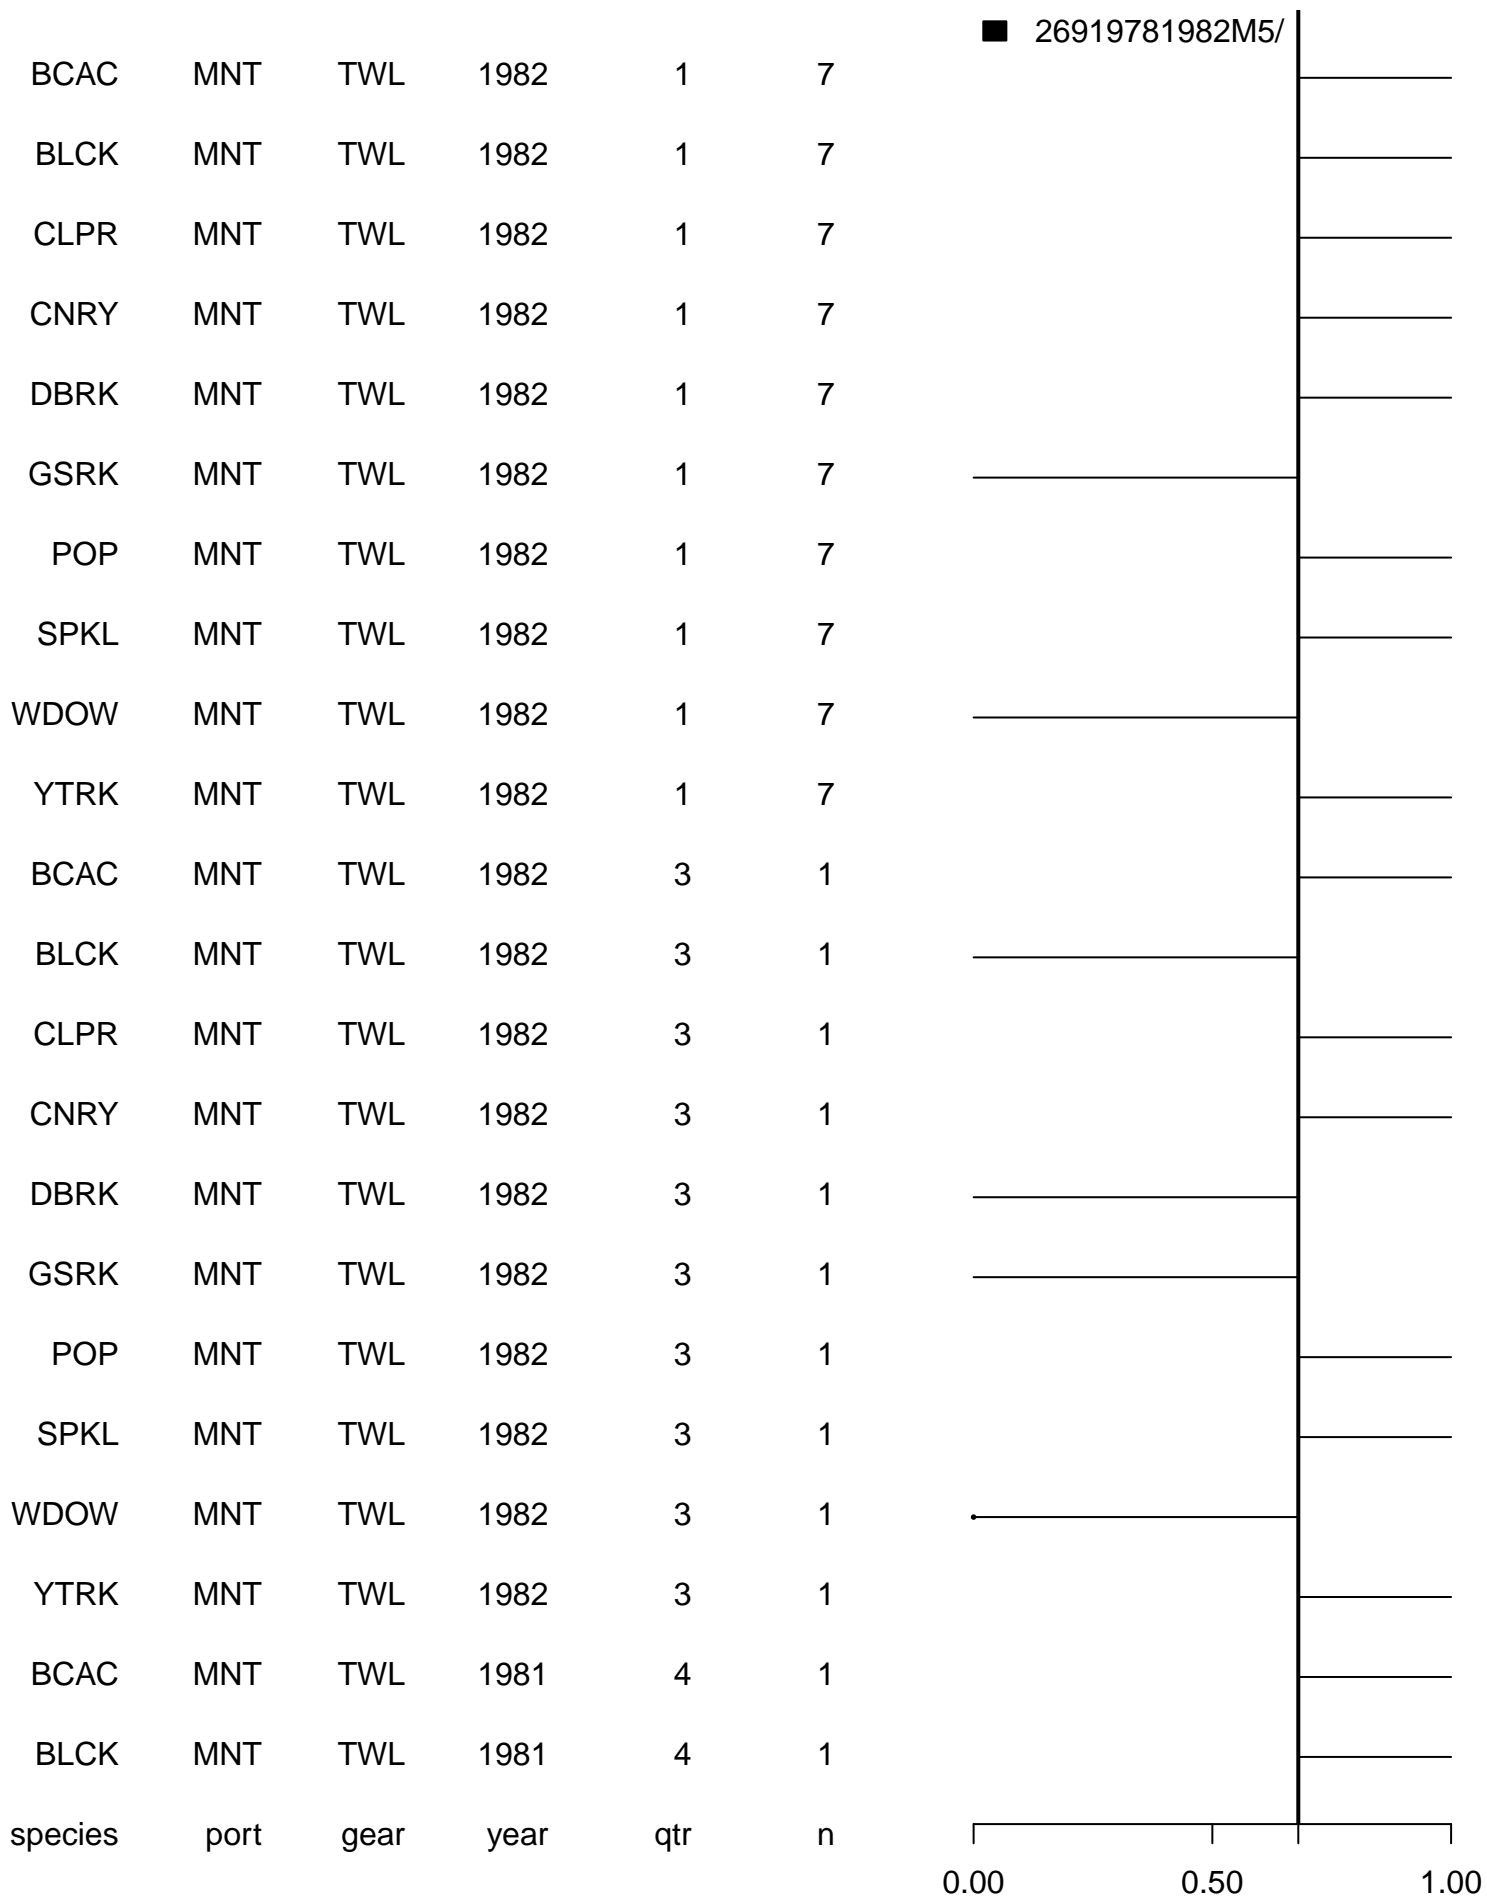 26919781982M5/
BCAC MNT TWL 1982 1 7
BLCK MNT TWL 1982 1 7
CLPR MNT TWL 1982 1 7
CNRY MNT TWL 1982 1 7
DBRK MNT TWL 1982 1 7
GSRK MNT TWL 1982 1 7
POP MNT TWL 1982 1 7
SPKL MNT TWL 1982 1 7
WDOW MNT TWL 1982 1 7
YTRK MNT TWL 1982 1 7
BCAC MNT TWL 1982 3 1
BLCK MNT TWL 1982 3 1
CLPR MNT TWL 1982 3 1
CNRY MNT TWL 1982 3 1
DBRK MNT TWL 1982 3 1
GSRK MNT TWL 1982 3 1
POP MNT TWL 1982 3 1
SPKL MNT TWL 1982 3 1
WDOW MNT TWL 1982 3 1
YTRK MNT TWL 1982 3 1
BCAC MNT TWL 1981 4 1
BLCK MNT TWL 1981 4 1
species port gear year qtr n
0.00 0.50 1.00